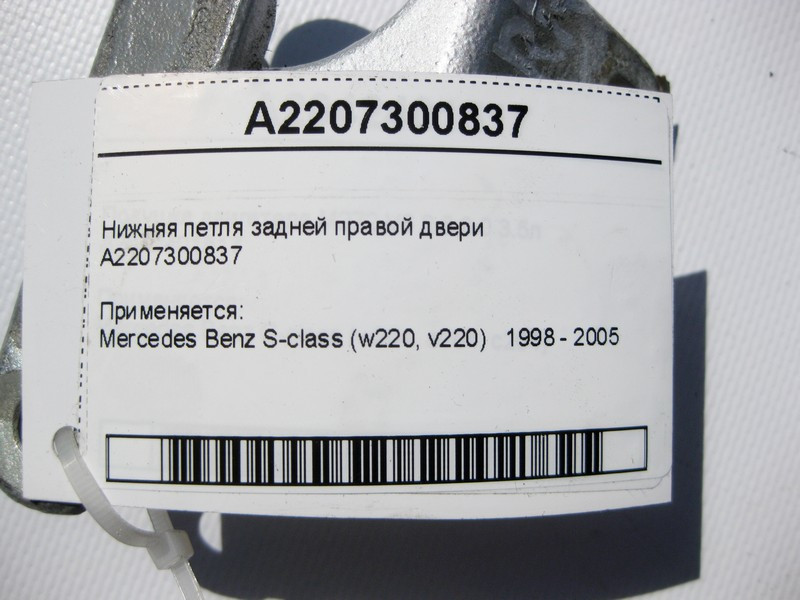 A2207300837
Нижняя петля задней правой двери
A2207300837
Применяется:
Mercedes Benz S-class (w220, v220) 1998 - 2005